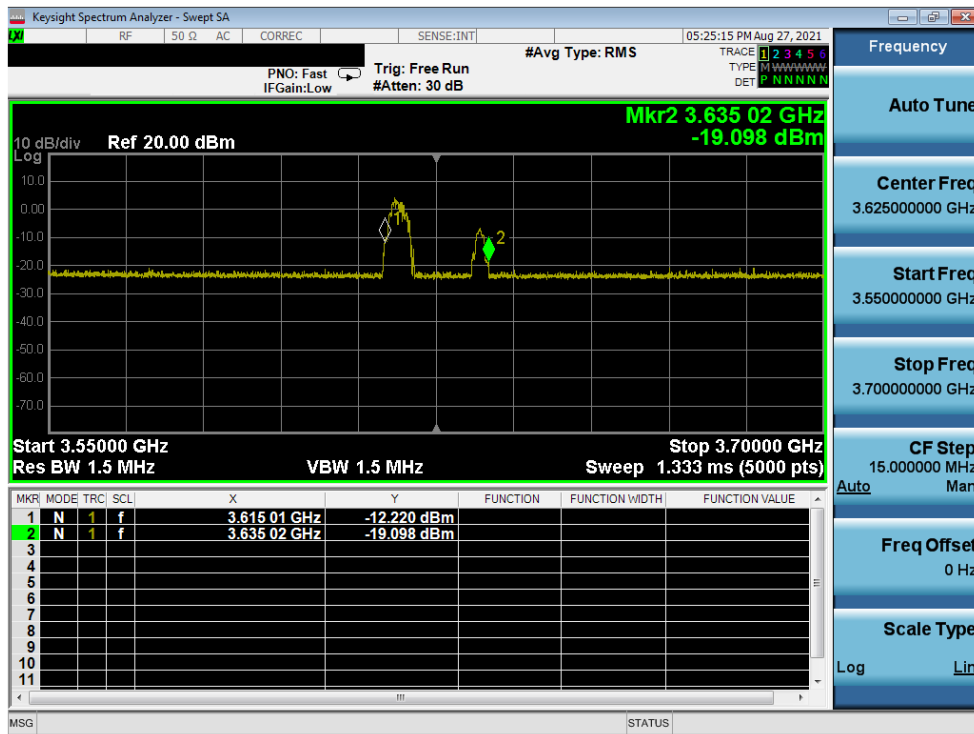 Keysight Spectrum Analyzer - Swept SA
LXI RF 50 Ω AC CORREC SENSE:INT 05:25:15 PM Aug 27, 2021
#Avg Type: RMS TRACE 1 2 3 4 5 6
PNO: Fast Trig: Free Run TYPE M WWWWW
IFGain:Low #Atten: 30 dB DET P N N N N N
Mkr2 3.635 02 GHz
-19.098 dBm
10 dB/div Ref 20.00 dBm
Log
10.0
0.00
-10.0
-20.0
-30.0
-40.0
-50.0
-60.0
-70.0
1
2
Start 3.55000 GHz Stop 3.70000 GHz
Res BW 1.5 MHz VBW 1.5 MHz Sweep 1.333 ms (5000 pts)
MKR MODE TRC SCL X Y FUNCTION FUNCTION WIDTH FUNCTION VALUE
1 N 1 f 3.615 01 GHz -12.220 dBm
2 N 1 f 3.635 02 GHz -19.098 dBm
3
4
5
6
7
8
9
10
11
MSG STATUS
Frequency
Auto Tune
Center Freq
3.625000000 GHz
Start Freq
3.550000000 GHz
Stop Freq
3.700000000 GHz
CF Step
15.000000 MHz
Auto Man
Freq Offset
0 Hz
Scale Type
Log Lin